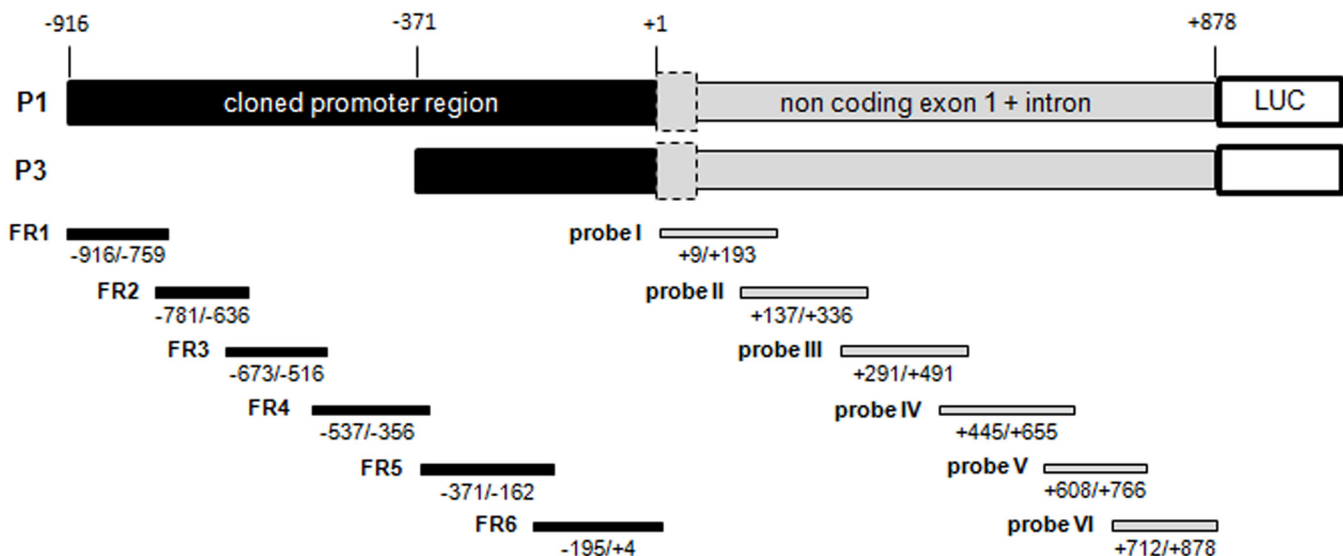 -916 -371 +1 +878
P1 cloned promoter region non coding exon 1 + intron LUC
P3
FR1 probe I
-916/-759 +9/+193
FR2 probe II
-781/-636 +137/+336
FR3 probe III
-673/-516 +291/+491
FR4 probe IV
-537/-356 +445/+655
FR5 probe V
-371/-162 +608/+766
FR6 probe VI
-195/+4 +712/+878